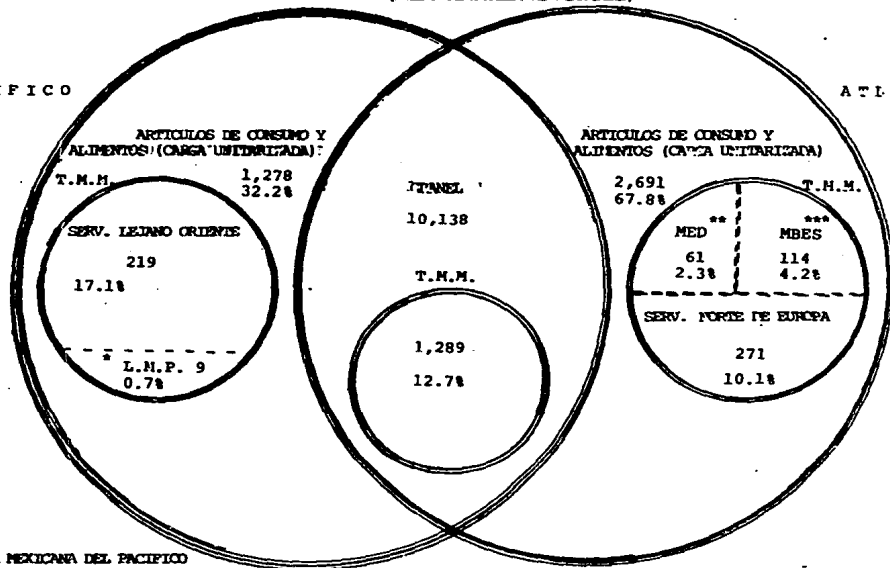 IFICO
ATL
ARTICULOS DE CONSUMO Y
ALIMENTOS (CARGA UNITARIZADA)
T.M.M.
1,278
32.2%
SERV. LEJANO ORIENTE
219
17.1%
* L.M.P. 9
0.7%
10,138
T.M.M.
1,289
12.7%
ARTICULOS DE CONSUMO Y
ALIMENTOS (CARGA UNITARIZADA)
2,691
67.8%
T.M.M.
MED **
61
2.3%
MBES ***
114
4.2%
SERV. NORTE DE EUROPA
271
10.1%
MEXICANA DEL PACIFICO